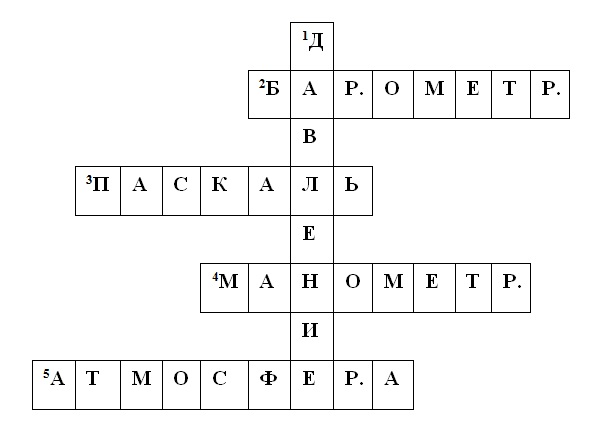 ¹Д
²Б А Р. О М Е Т Р.
В
³П А С К А Л Ь
Е
⁴М А Н О М Е Т Р.
И
⁵А Т М О С Ф Е Р. А